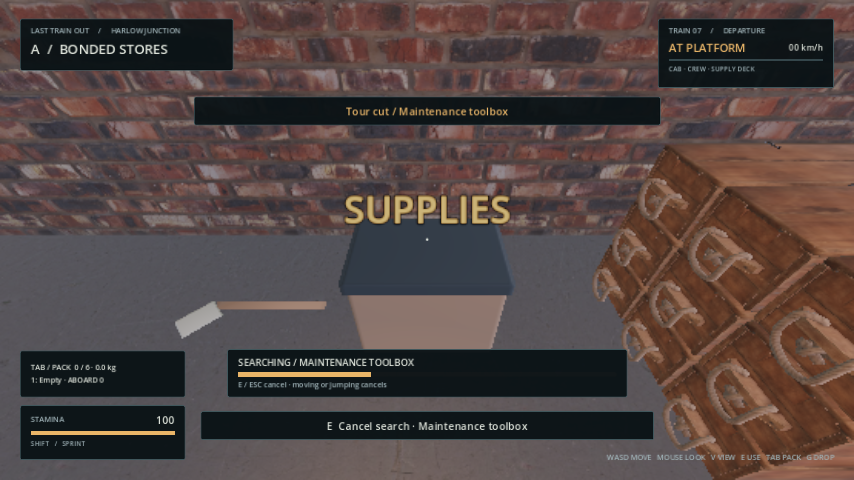 LAST TRAIN OUT / HARLOW JUNCTION
A / BONDED STORES
TRAIN 07 / DEPARTURE
AT PLATFORM 00 km/h
CAB · CREW · SUPPLY DECK
Tour cut / Maintenance toolbox
SUPPLIES
TAB / PACK 0 / 6 · 0.0 kg
1: Empty · ABOARD 0
SEARCHING / MAINTENANCE TOOLBOX
E / ESC cancel · moving or jumping cancels
STAMINA 100
SHIFT / SPRINT
E Cancel search · Maintenance toolbox
WASD MOVE MOUSE LOOK V VIEW E USE TAB PACK · G DROP